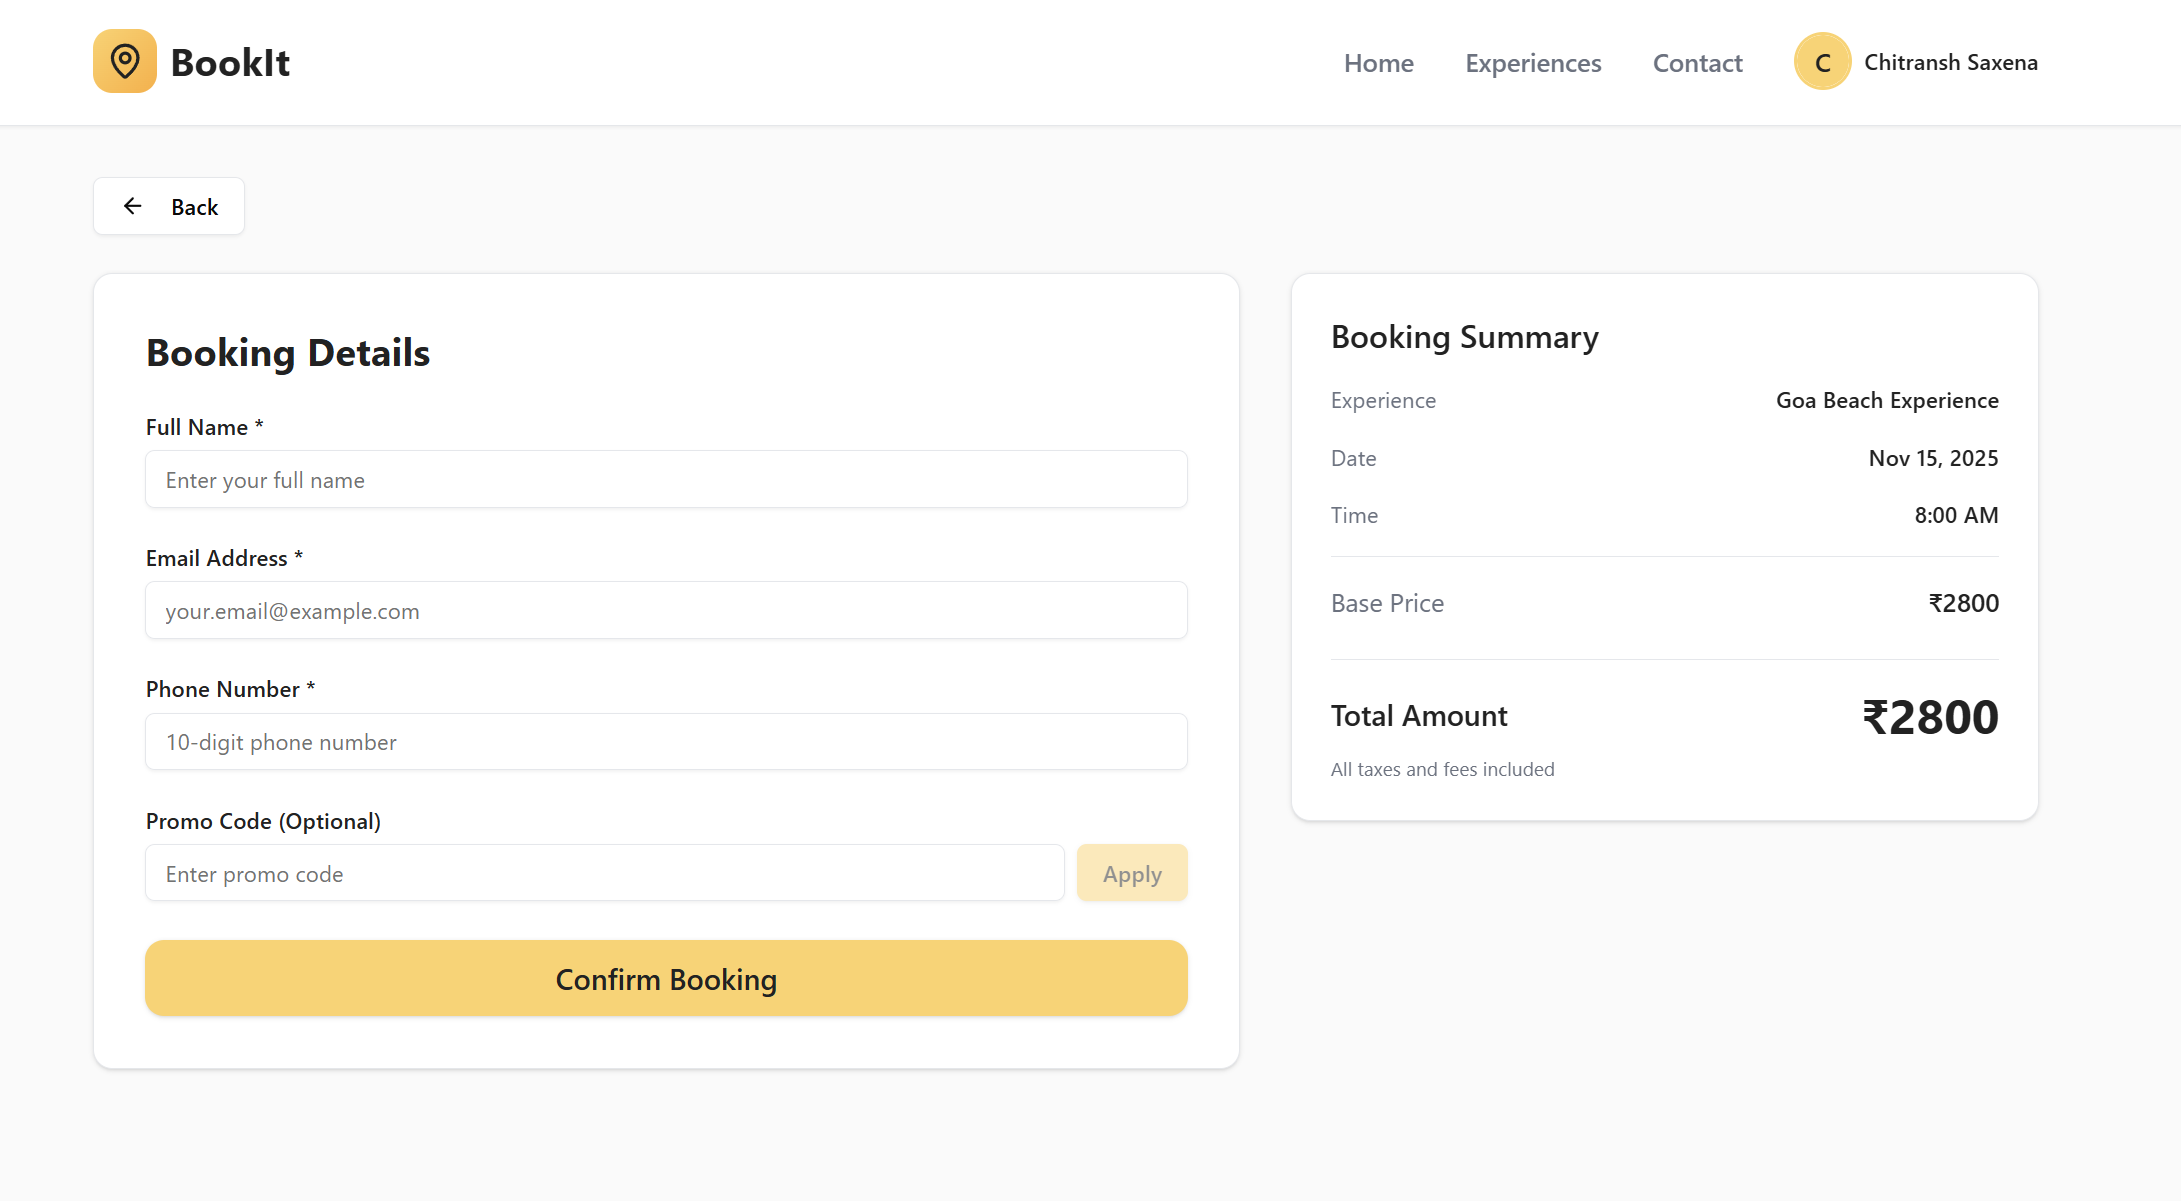 BookIt
Home Experiences Contact C Chitransh Saxena
Back
Booking Details
Full Name *
Enter your full name
Email Address *
your.email@example.com
Phone Number *
10-digit phone number
Promo Code (Optional)
Enter promo code Apply
Confirm Booking
Booking Summary
Experience Goa Beach Experience
Date Nov 15, 2025
Time 8:00 AM
Base Price ₹2800
Total Amount ₹2800
All taxes and fees included